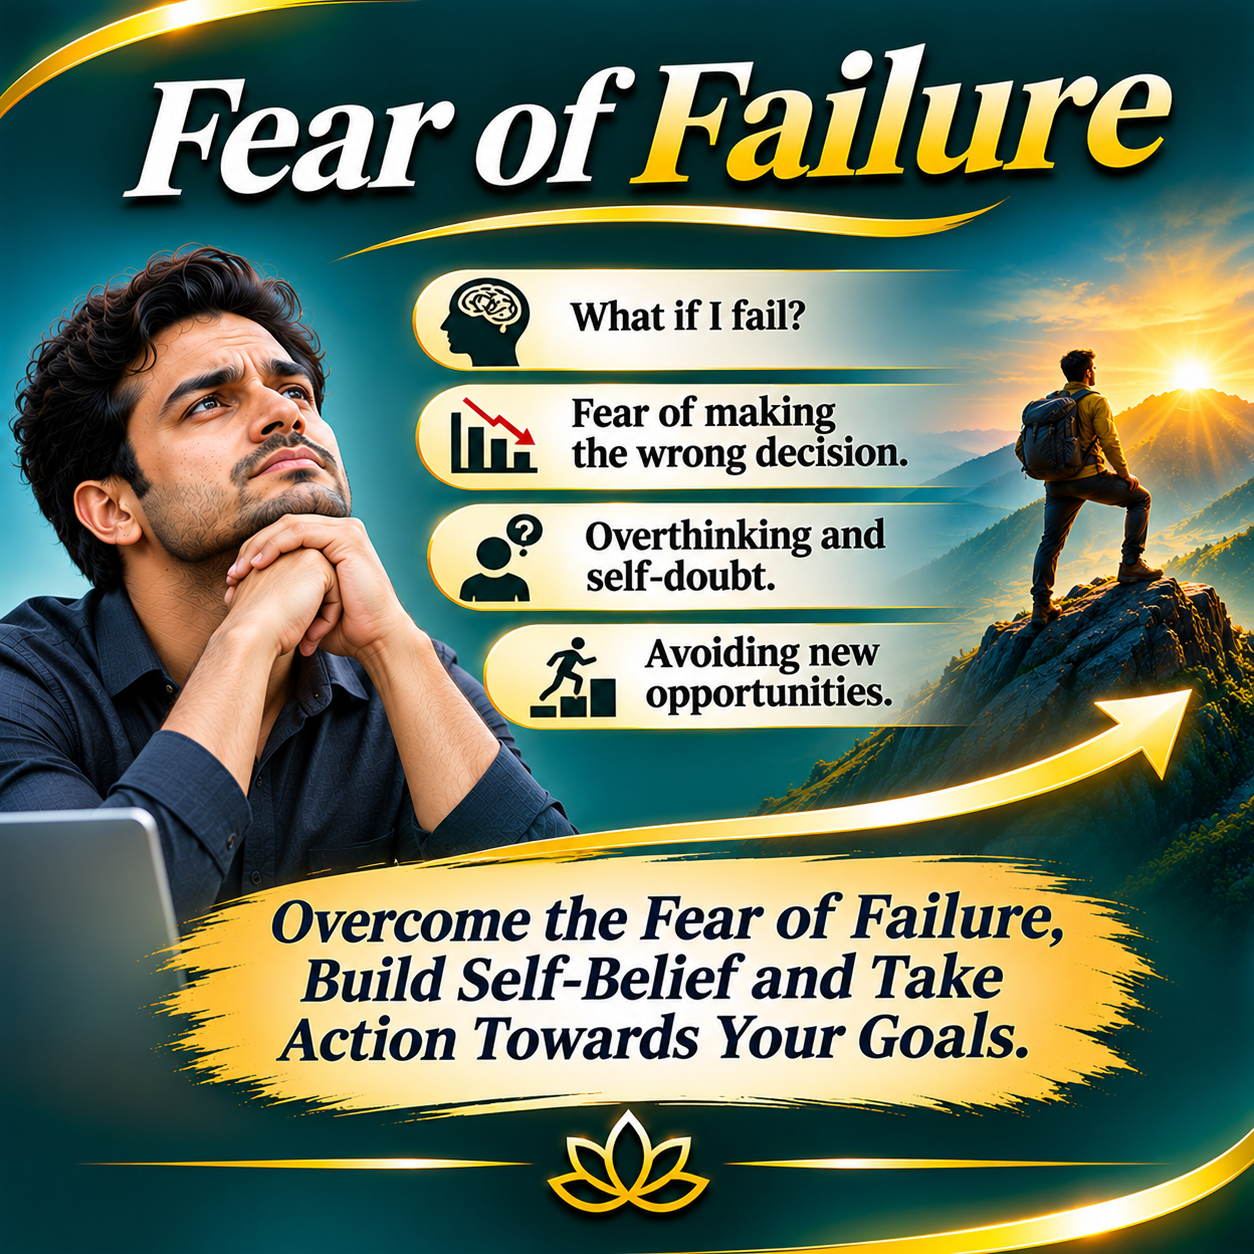 Fear of Failure
What if I fail?
Fear of making
the wrong decision.
?
Overthinking and
self-doubt.
Avoiding new
opportunities.
Overcome the Fear of Failure,
Build Self-Belief and Take
Action Towards Your Goals.